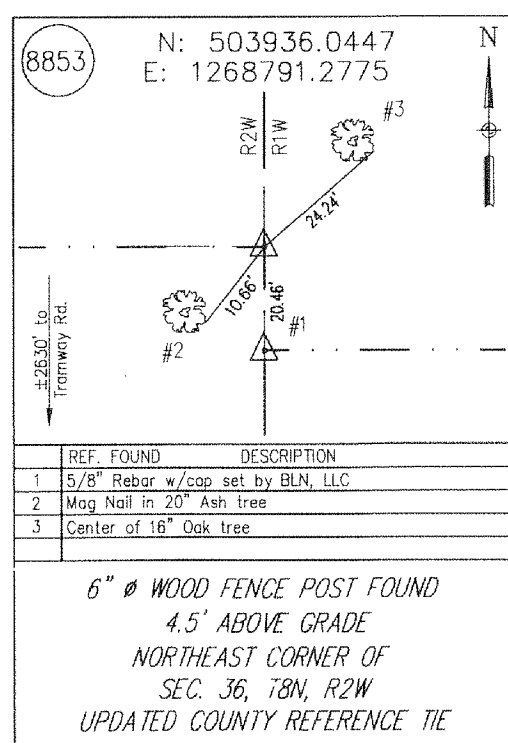 8853
N: 503936.0447
E: 1268791.2775
N
R2W
R1W
#3
24.24'
10.66'
20.46'
#1
#2
±2630' to
Tramway Rd.
REF. FOUND DESCRIPTION
1 5/8" Rebar w/cap set by BLN, LLC
2 Mag Nail in 20" Ash tree
3 Center of 16" Oak tree
6" ø WOOD FENCE POST FOUND
4.5' ABOVE GRADE
NORTHEAST CORNER OF
SEC. 36, T8N, R2W
UPDATED COUNTY REFERENCE TIE